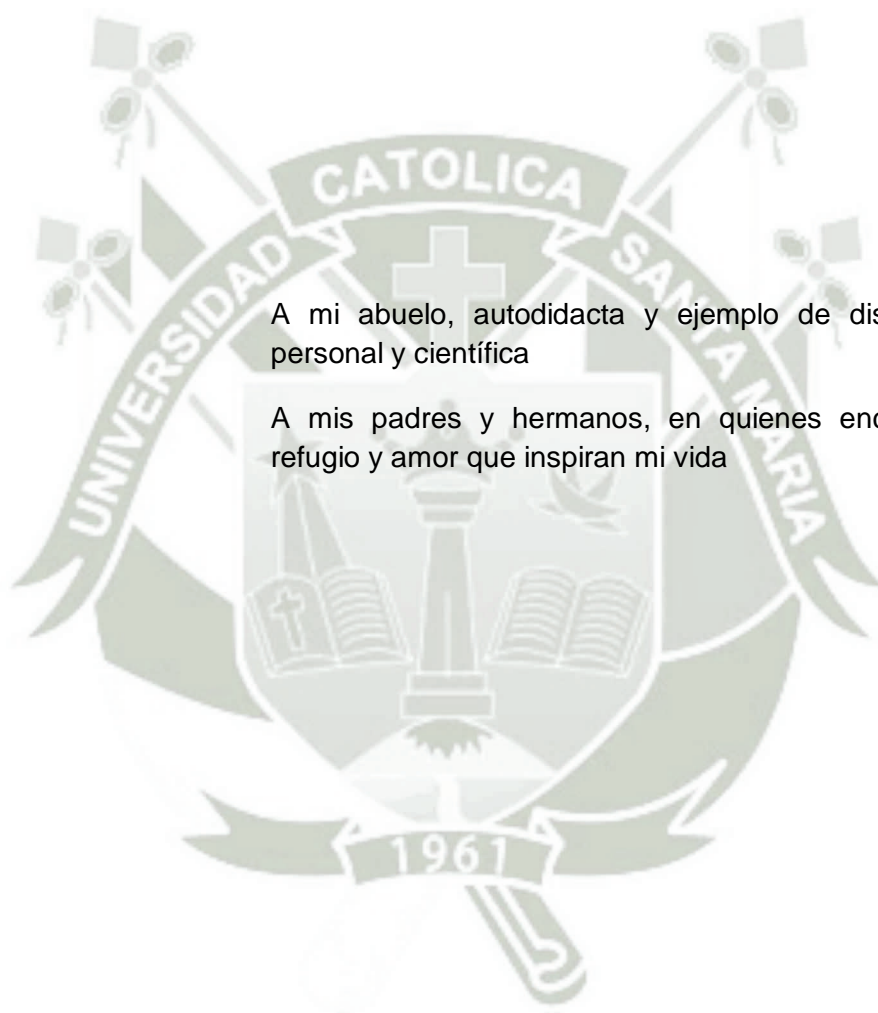 CATOLICA
UNIVERSIDAD
SANTA MARIA
A mi abuelo, autodidacta y ejemplo de
personal y científica
A mis padres y hermanos, en quienes
refugio y amor que inspiran mi vida
1961